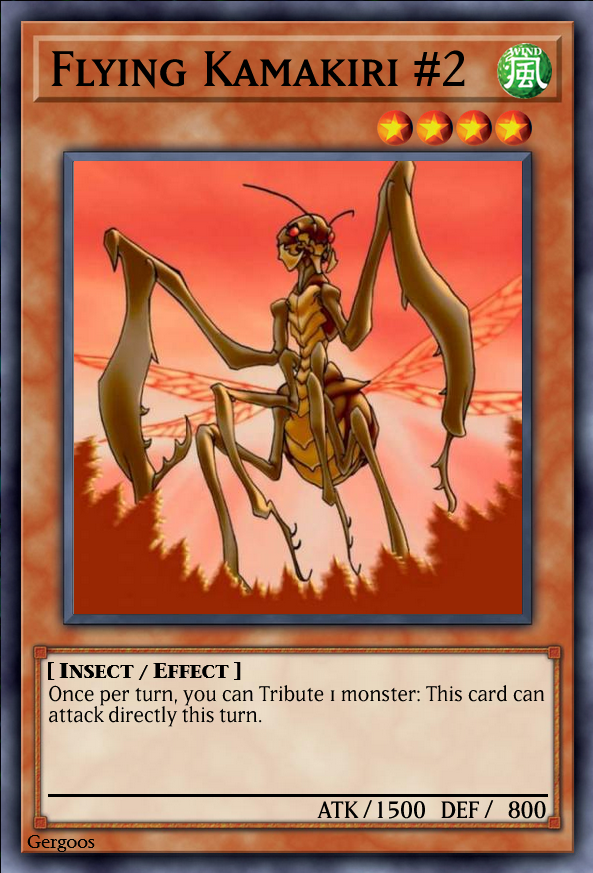 Flying Kamakiri #2
WIND
風
[ Insect / Effect ]
Once per turn, you can Tribute 1 monster: This card can
attack directly this turn.
ATK / 1500 DEF / 800
Gergoos